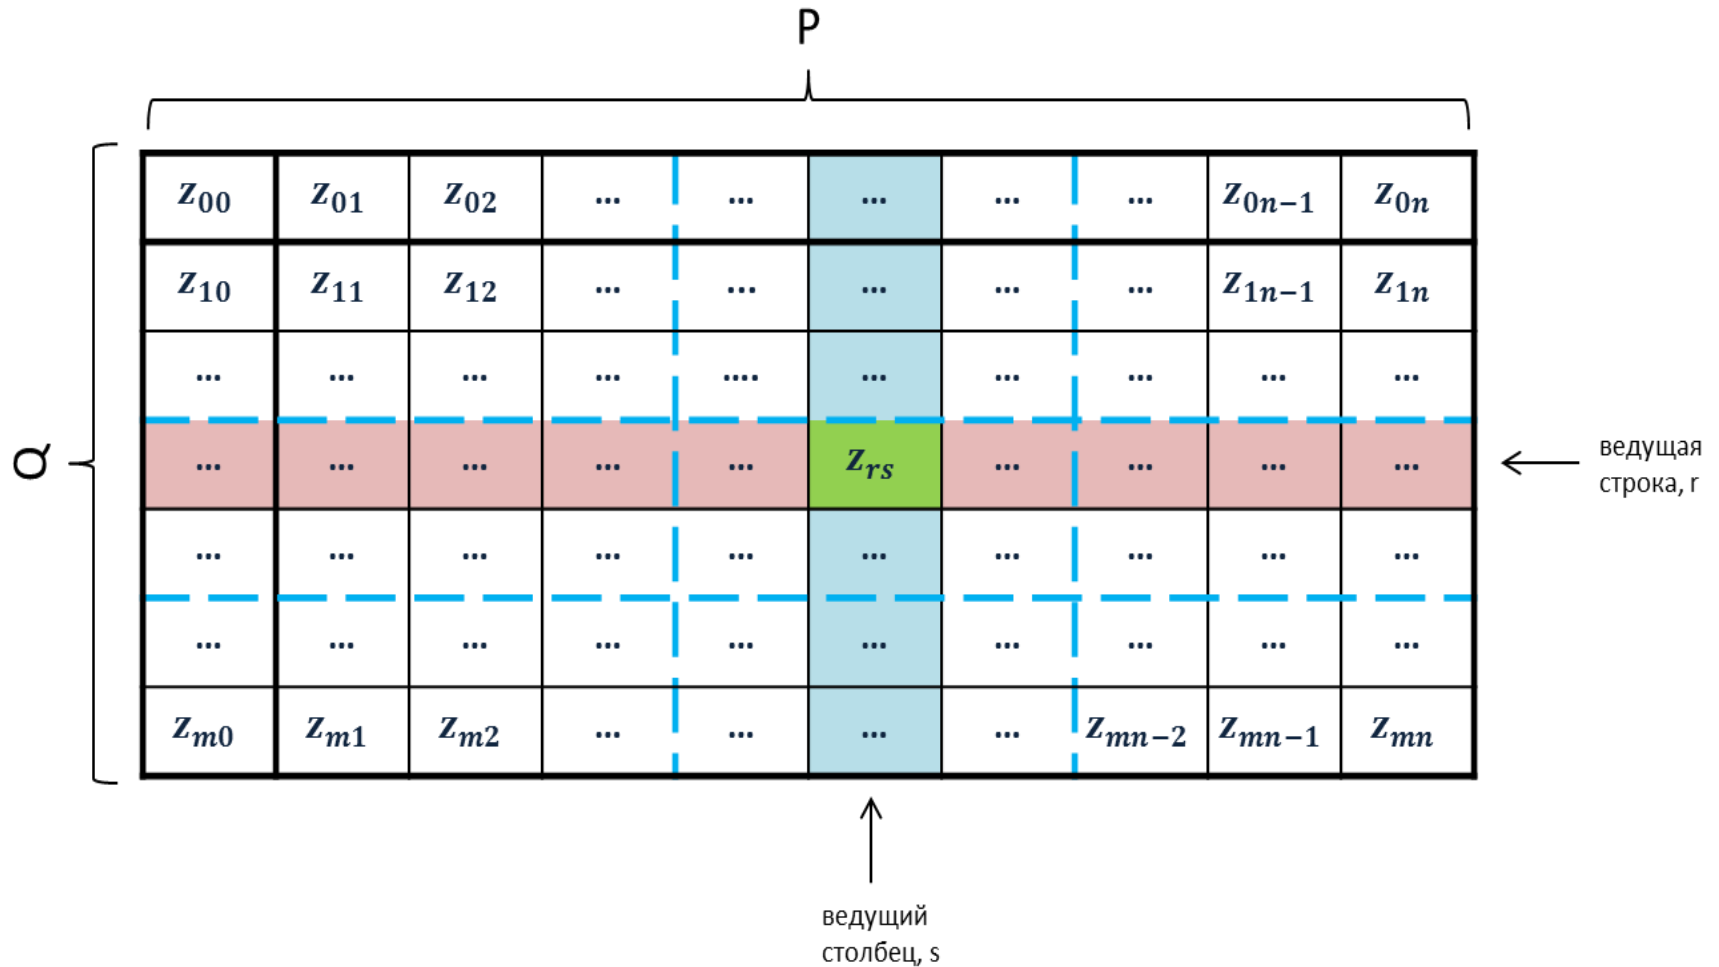 P
Q
z00 z01 z02 ... ... ... ... ... z0n−1 z0n
z10 z11 z12 ... ... ... ... ... z1n−1 z1n
... ... ... ... .... ... ... ... ... ...
... ... ... ... ... zrs ... ... ... ...
... ... ... ... ... ... ... ... ... ...
... ... ... ... ... ... ... ... ... ...
zm0 zm1 zm2 ... ... ... ... zmn−2 zmn−1 zmn
ведущая
строка, r
ведущий
столбец, s